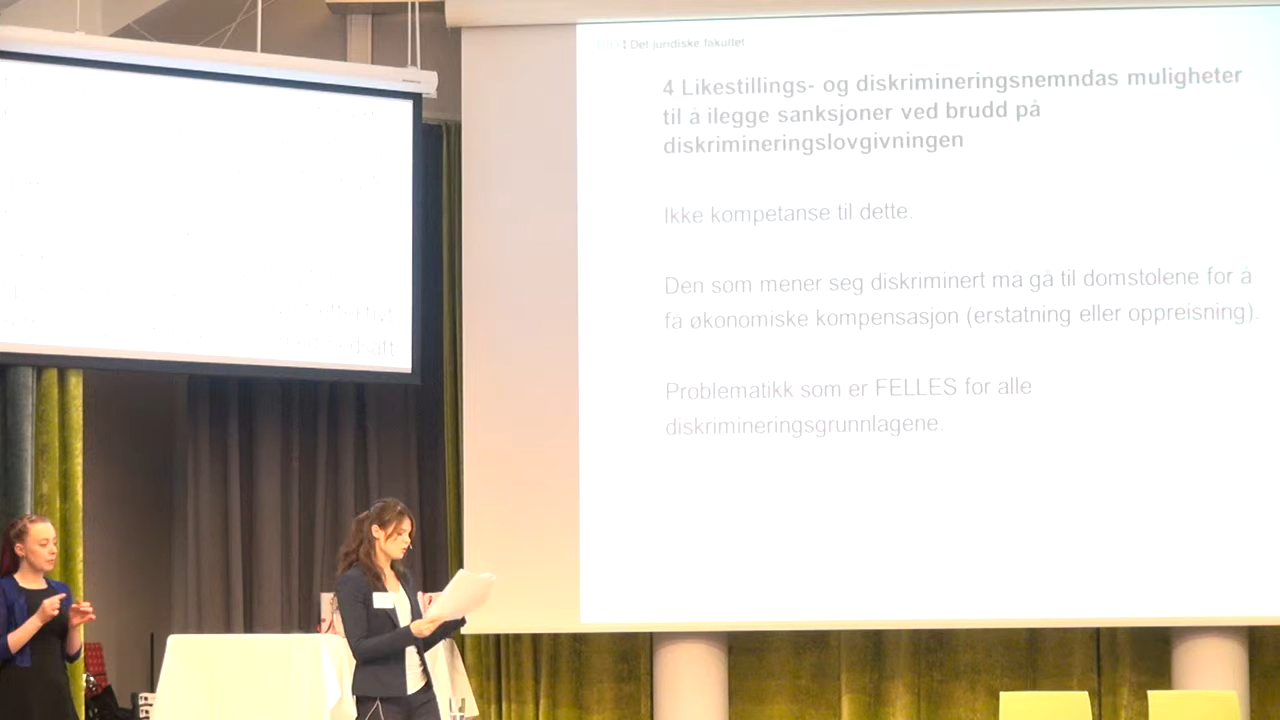 Det juridiske fakultet
4 Likestillings- og diskrimineringsnemndas muligheter
til å ilegge sanksjoner ved brudd på
diskrimineringslovgivningen
Ikke kompetanse til dette.
Den som mener seg diskriminert ma gå til domstolene for å
fa økonomiske kompensasjon (erstatning eller oppreisning).
Problematikk som er FELLES for alle
diskrimineringsgrunnlagene.